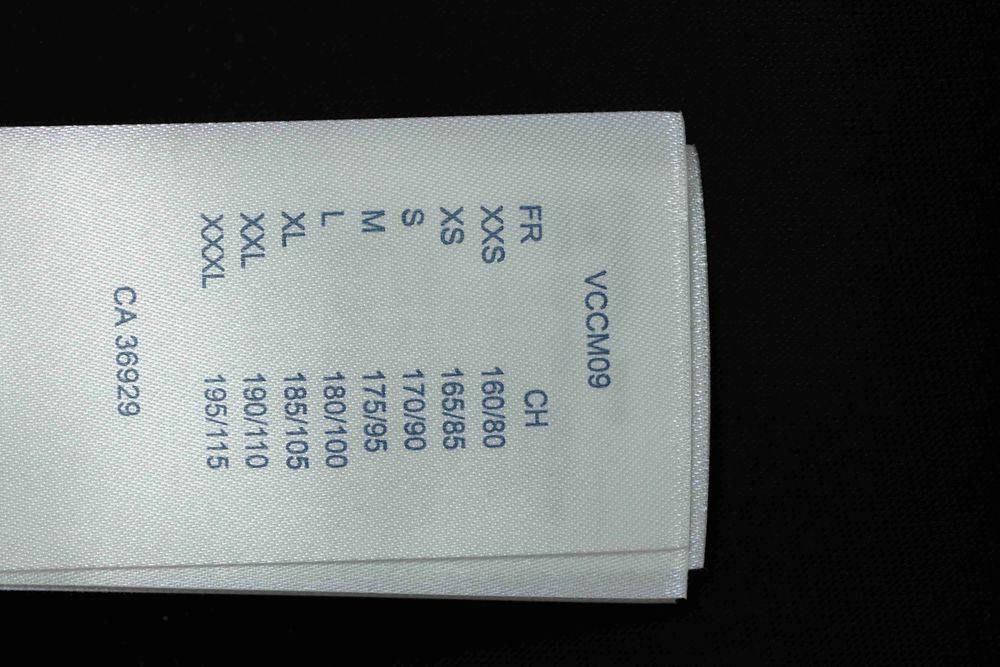 VCCM09
FR CH
XXS 160/80
XS 165/85
S 170/90
M 175/95
L 180/100
XL 185/105
XXL 190/110
XXXL 195/115
CA 36929